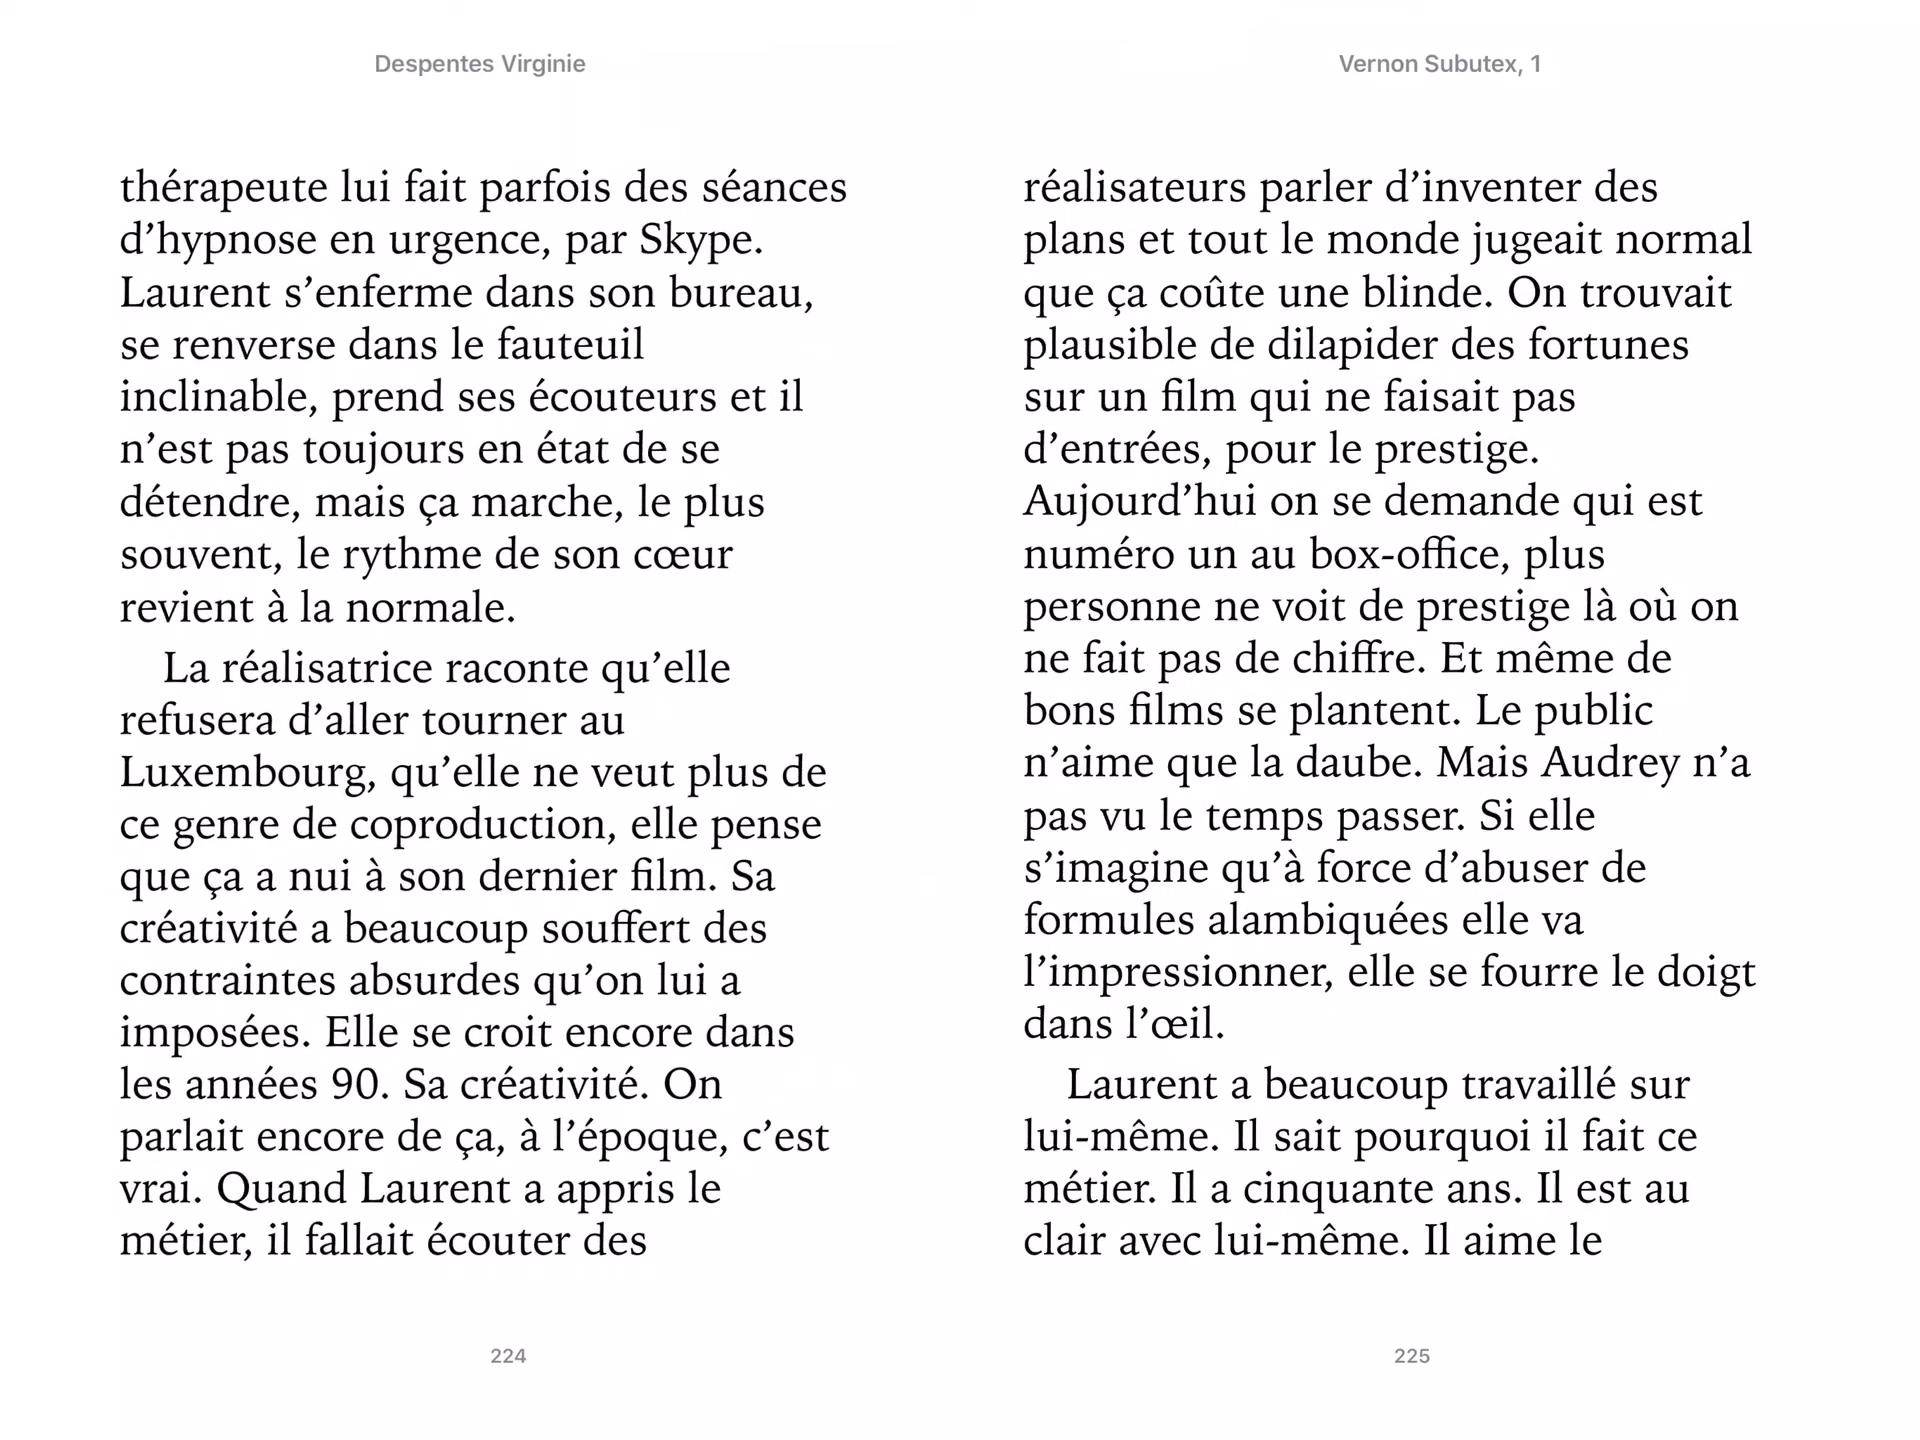 Despentes Virginie
thérapeute lui fait parfois des séances
d’hypnose en urgence, par Skype.
Laurent s’enferme dans son bureau,
se renverse dans le fauteuil
inclinable, prend ses écouteurs et il
n’est pas toujours en état de se
détendre, mais ça marche, le plus
souvent, le rythme de son cœur
revient à la normale.
La réalisatrice raconte qu’elle
refusera d’aller tourner au
Luxembourg, qu’elle ne veut plus de
ce genre de coproduction, elle pense
que ça a nui à son dernier film. Sa
créativité a beaucoup souffert des
contraintes absurdes qu’on lui a
imposées. Elle se croit encore dans
les années 90. Sa créativité. On
parlait encore de ça, à l’époque, c’est
vrai. Quand Laurent a appris le
métier, il fallait écouter des
224
Vernon Subutex, 1
réalisateurs parler d’inventer des
plans et tout le monde jugeait normal
que ça coûte une blinde. On trouvait
plausible de dilapider des fortunes
sur un film qui ne faisait pas
d’entrées, pour le prestige.
Aujourd’hui on se demande qui est
numéro un au box-office, plus
personne ne voit de prestige là où on
ne fait pas de chiffre. Et même de
bons films se plantent. Le public
n’aime que la daube. Mais Audrey n’a
pas vu le temps passer. Si elle
s’imagine qu’à force d’abuser de
formules alambiquées elle va
l’impressionner, elle se fourre le doigt
dans l’œil.
Laurent a beaucoup travaillé sur
lui-même. Il sait pourquoi il fait ce
métier. Il a cinquante ans. Il est au
clair avec lui-même. Il aime le
225